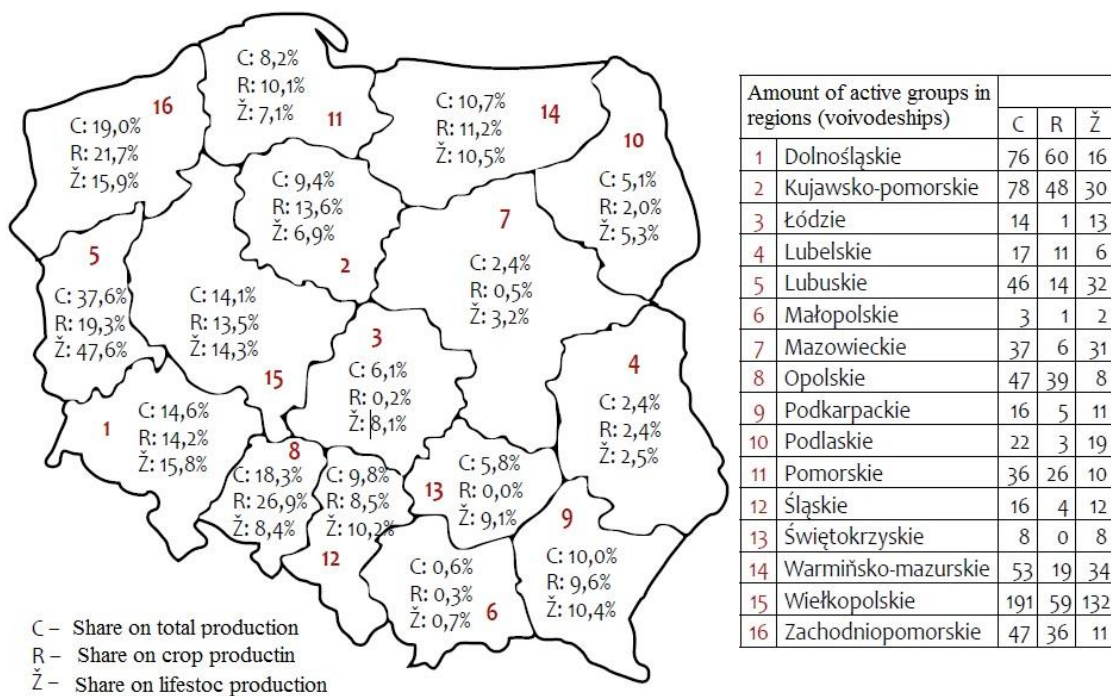 C: 8,2%
R: 10,1%
Ž: 7,1%
11
16
C: 19,0%
R: 21,7%
Ž: 15,9%
C: 10,7%
R: 11,2%
Ž: 10,5%
14
10
C: 5,1%
R: 2,0%
Ž: 5,3%
C: 9,4%
R: 13,6%
Ž: 6,9%
2
7
C: 2,4%
R: 0,5%
Ž: 3,2%
5
C: 37,6%
R: 19,3%
Ž: 47,6%
C: 14,1%
R: 13,5%
Ž: 14,3%
15
3
C: 6,1%
R: 0,2%
Ž: 8,1%
4
C: 2,4%
R: 2,4%
Ž: 2,5%
1
C: 14,6%
R: 14,2%
Ž: 15,8%
8
C: 18,3%
R: 26,9%
Ž: 8,4%
C: 9,8%
R: 8,5%
Ž: 10,2%
12
13
C: 5,8%
R: 0,0%
Ž: 9,1%
9
C: 10,0%
R: 9,6%
Ž: 10,4%
C: 0,6%
R: 0,3%
Ž: 0,7%
6
C – Share on total production
R – Share on crop productin
Ž – Share on lifestoc production
Amount of active groups in
regions (voivodeships) C R Ž
1 Dolnośląskie 76 60 16
2 Kujawsko-pomorskie 78 48 30
3 Łódzie 14 1 13
4 Lubelskie 17 11 6
5 Lubuskie 46 14 32
6 Małopolskie 3 1 2
7 Mazowieckie 37 6 31
8 Opolskie 47 39 8
9 Podkarpackie 16 5 11
10 Podlaskie 22 3 19
11 Pomorskie 36 26 10
12 Śląskie 16 4 12
13 Świętokrzyskie 8 0 8
14 Warmińsko-mazurskie 53 19 34
15 Wiełkopolskie 191 59 132
16 Zachodniopomorskie 47 36 11